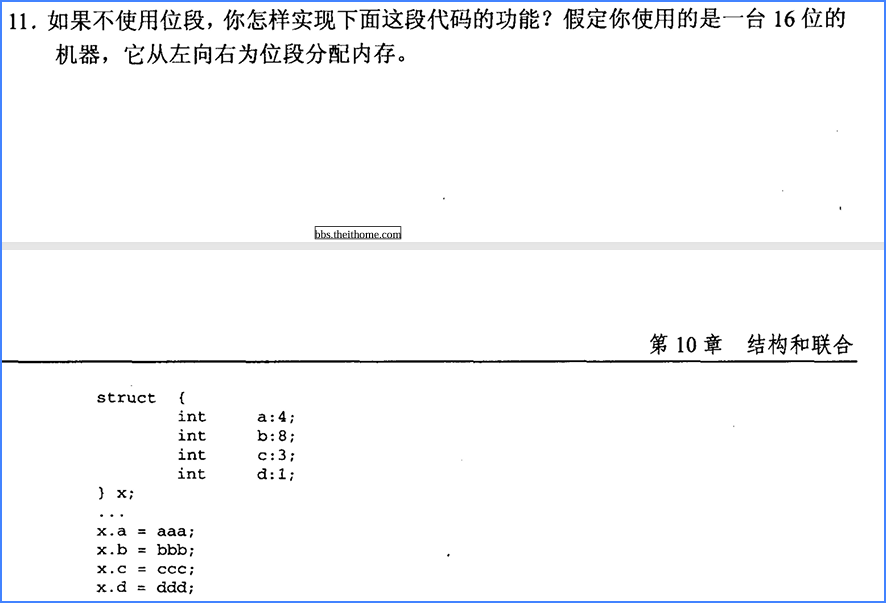 11. 如果不使用位段，你怎样实现下面这段代码的功能？假定你使用的是一台 16 位的
机器，它从左向右为位段分配内存。
bbs.theithome.com
第 10 章 结构和联合
struct {
int a:4;
int b:8;
int c:3;
int d:1;
} x;
...
x.a = aaa;
x.b = bbb;
x.c = ccc;
x.d = ddd;